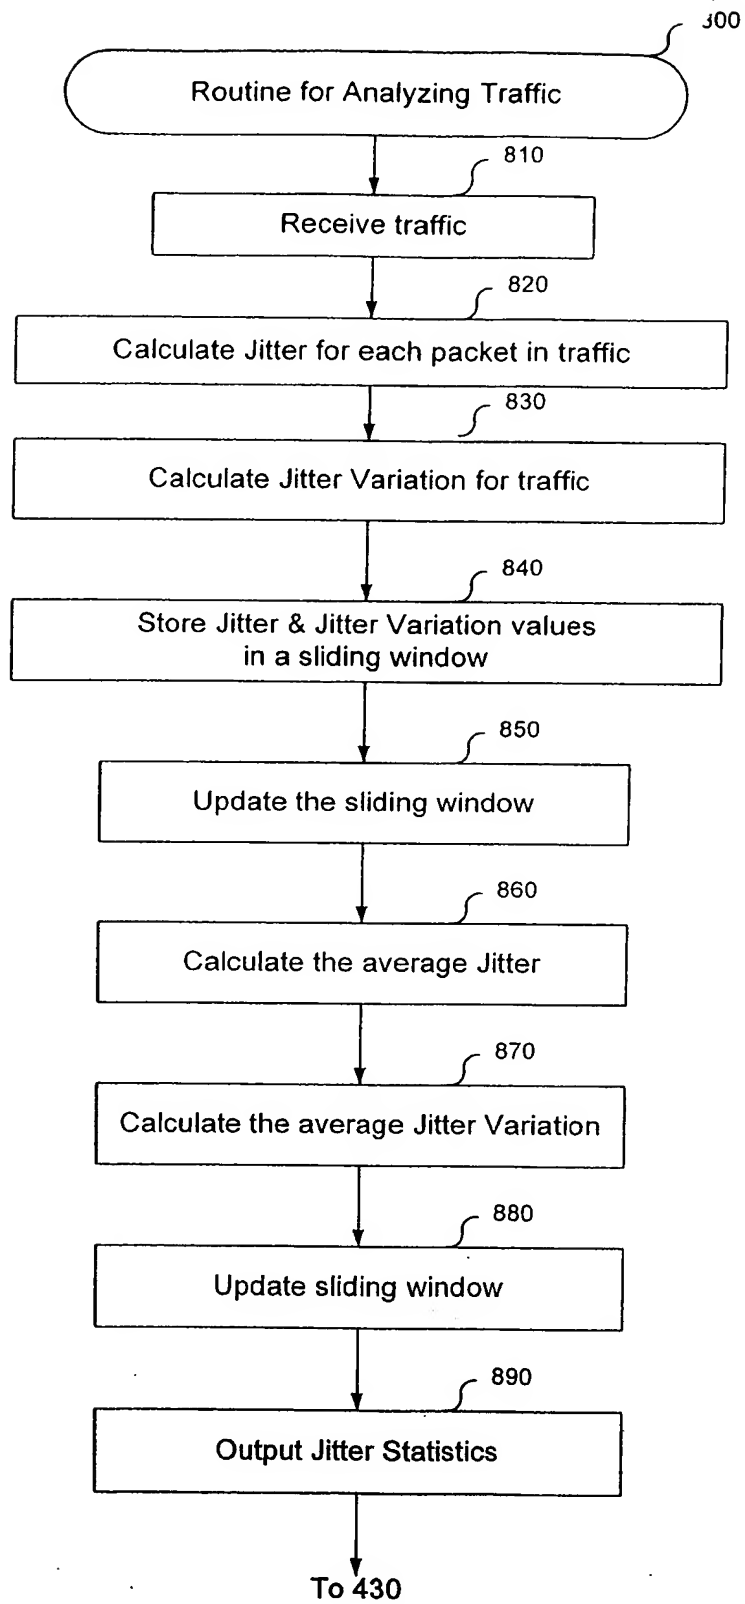 Routine for Analyzing Traffic
810
Receive traffic
820
Calculate Jitter for each packet in traffic
830
Calculate Jitter Variation for traffic
840
Store Jitter & Jitter Variation values
in a sliding window
850
Update the sliding window
860
Calculate the average Jitter
870
Calculate the average Jitter Variation
880
Update sliding window
890
Output Jitter Statistics
To 430